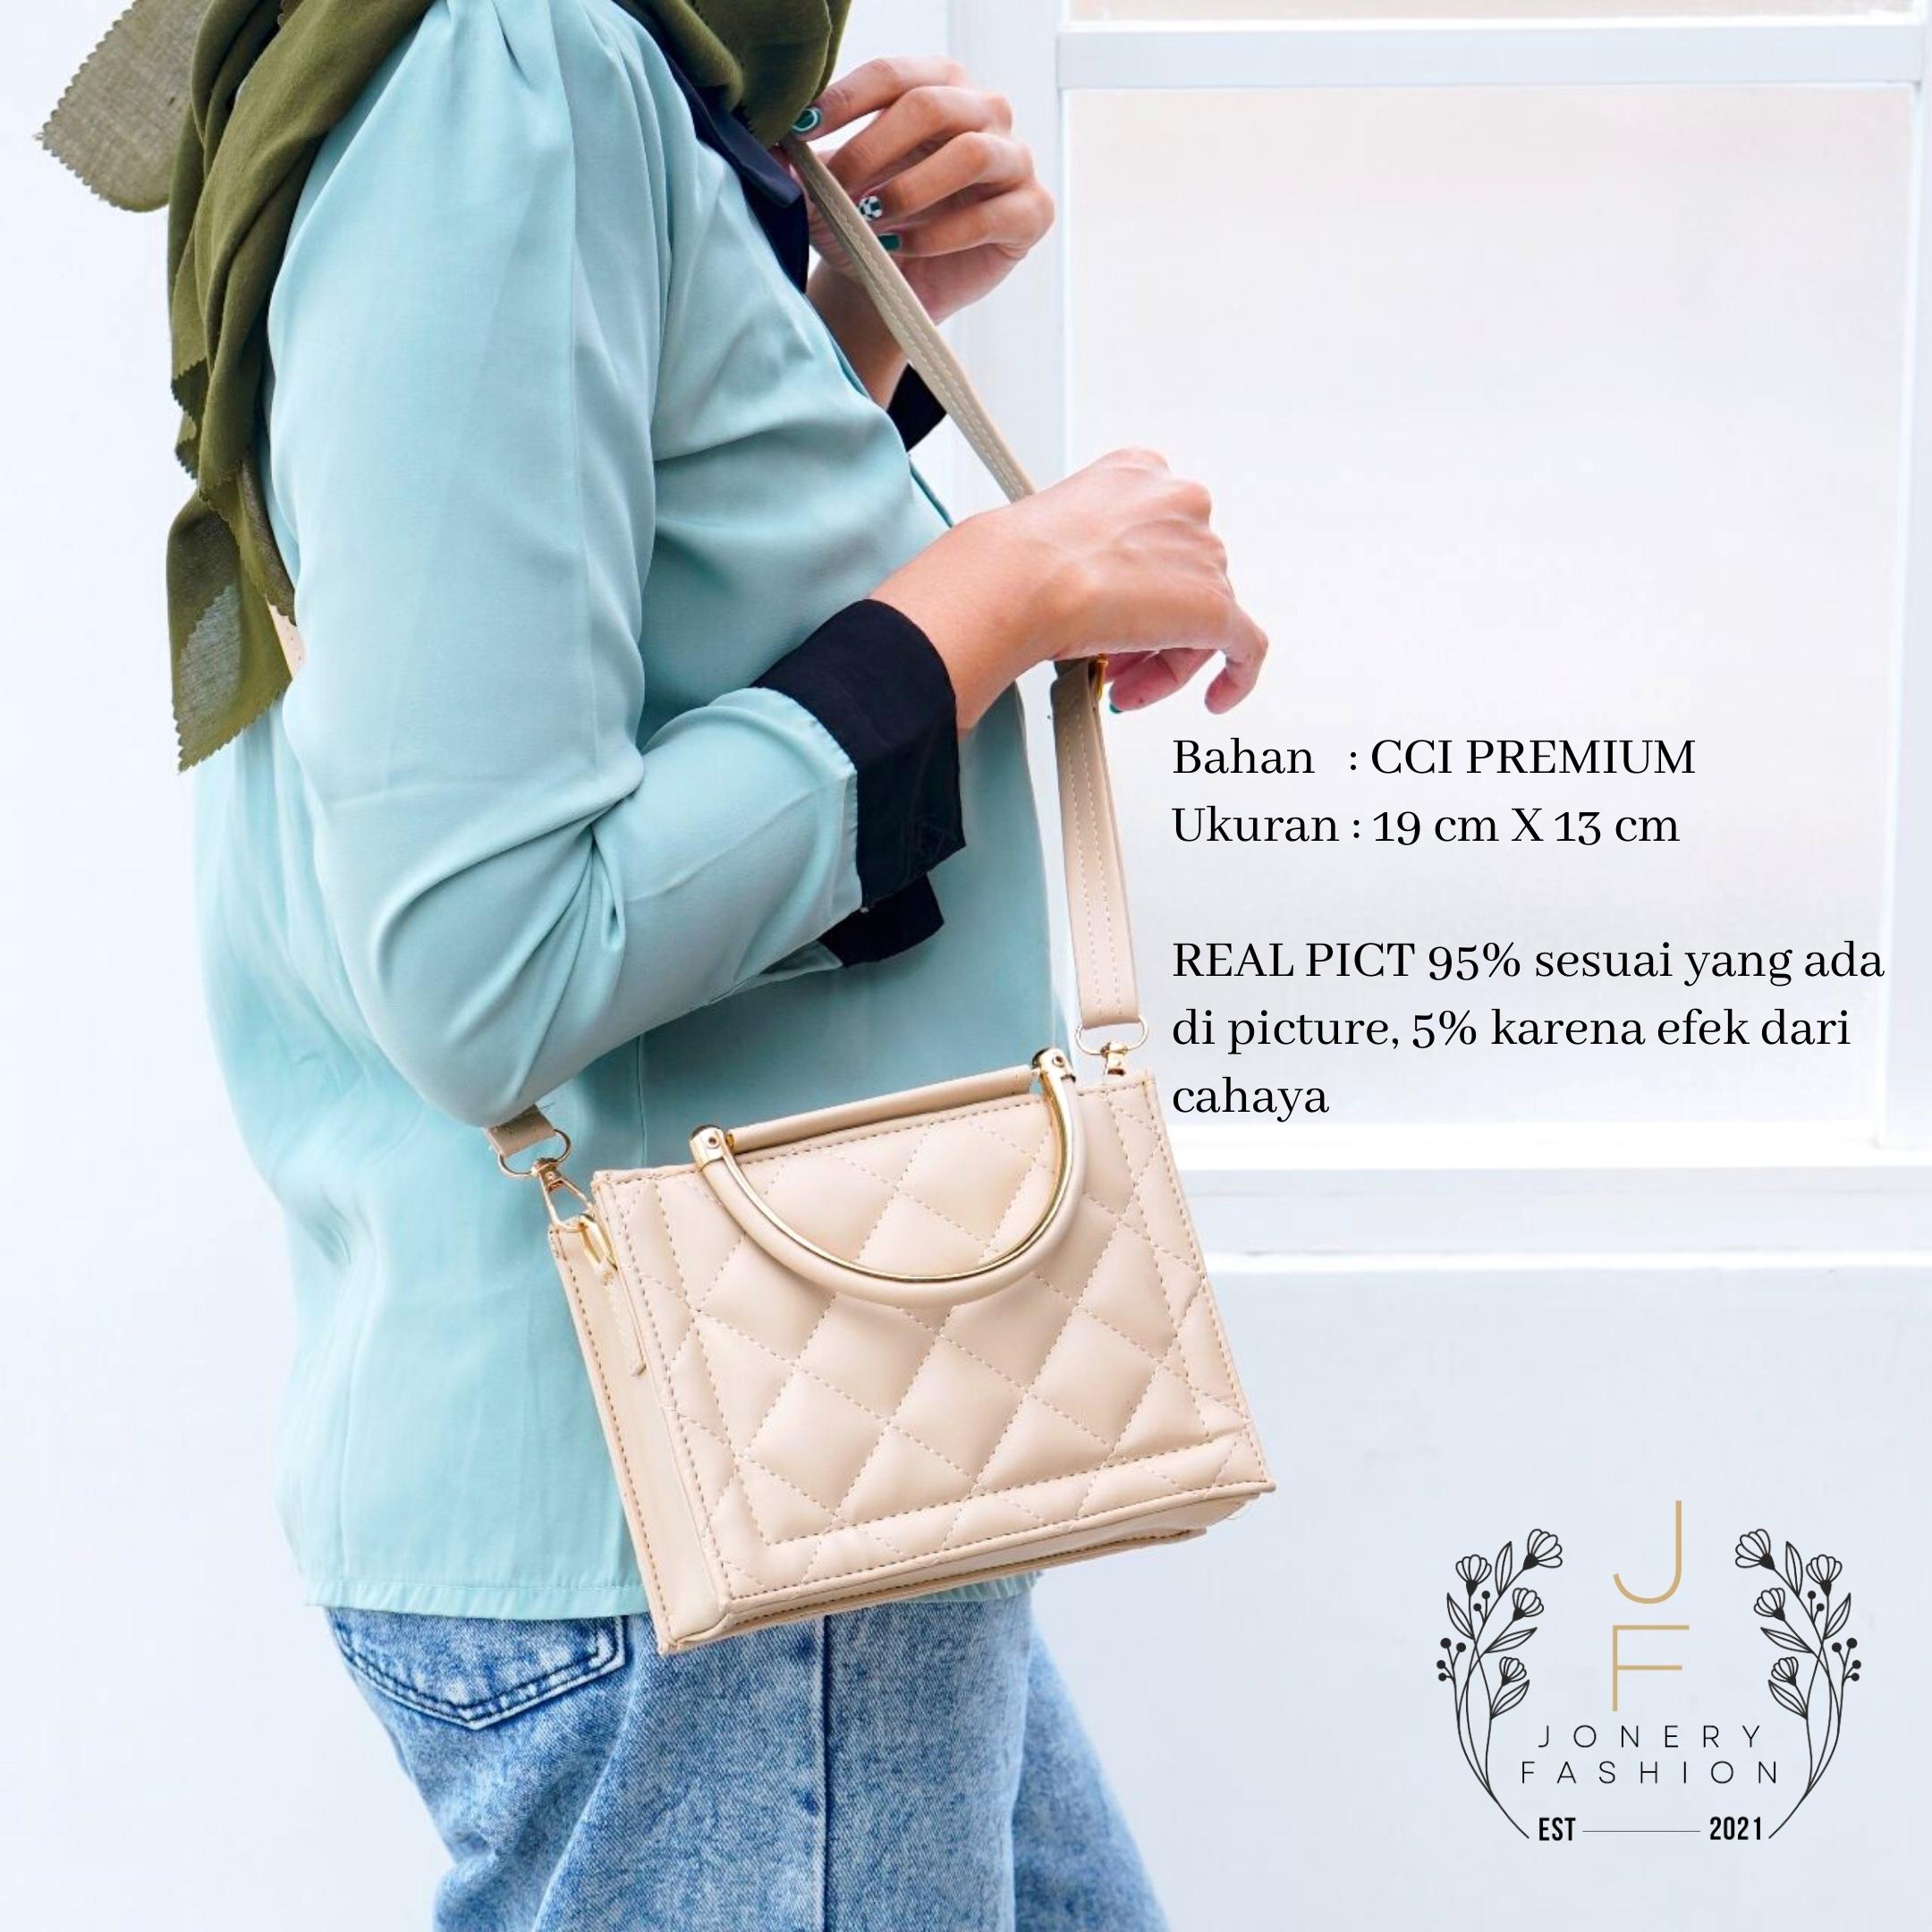 Bahan : CCI PREMIUM
Ukuran : 19 cm X 13 cm
REAL PICT 95% sesuai yang ada
di picture, 5% karena efek dari
cahaya
J
F
JONERY
FASHION
EST 2021